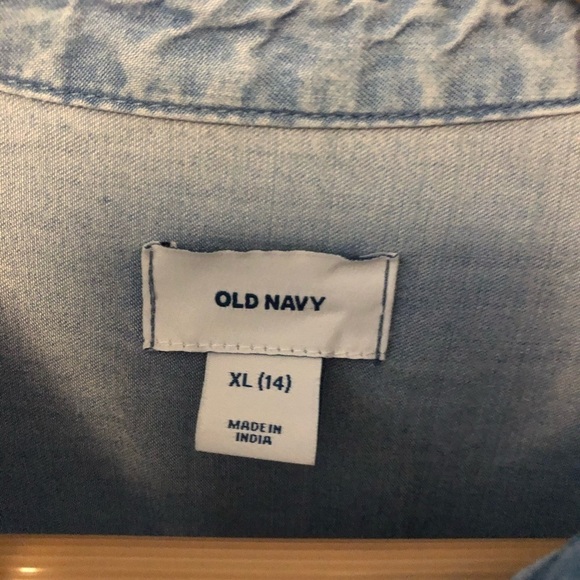 OLD NAVY
XL (14)
MADE IN
INDIA